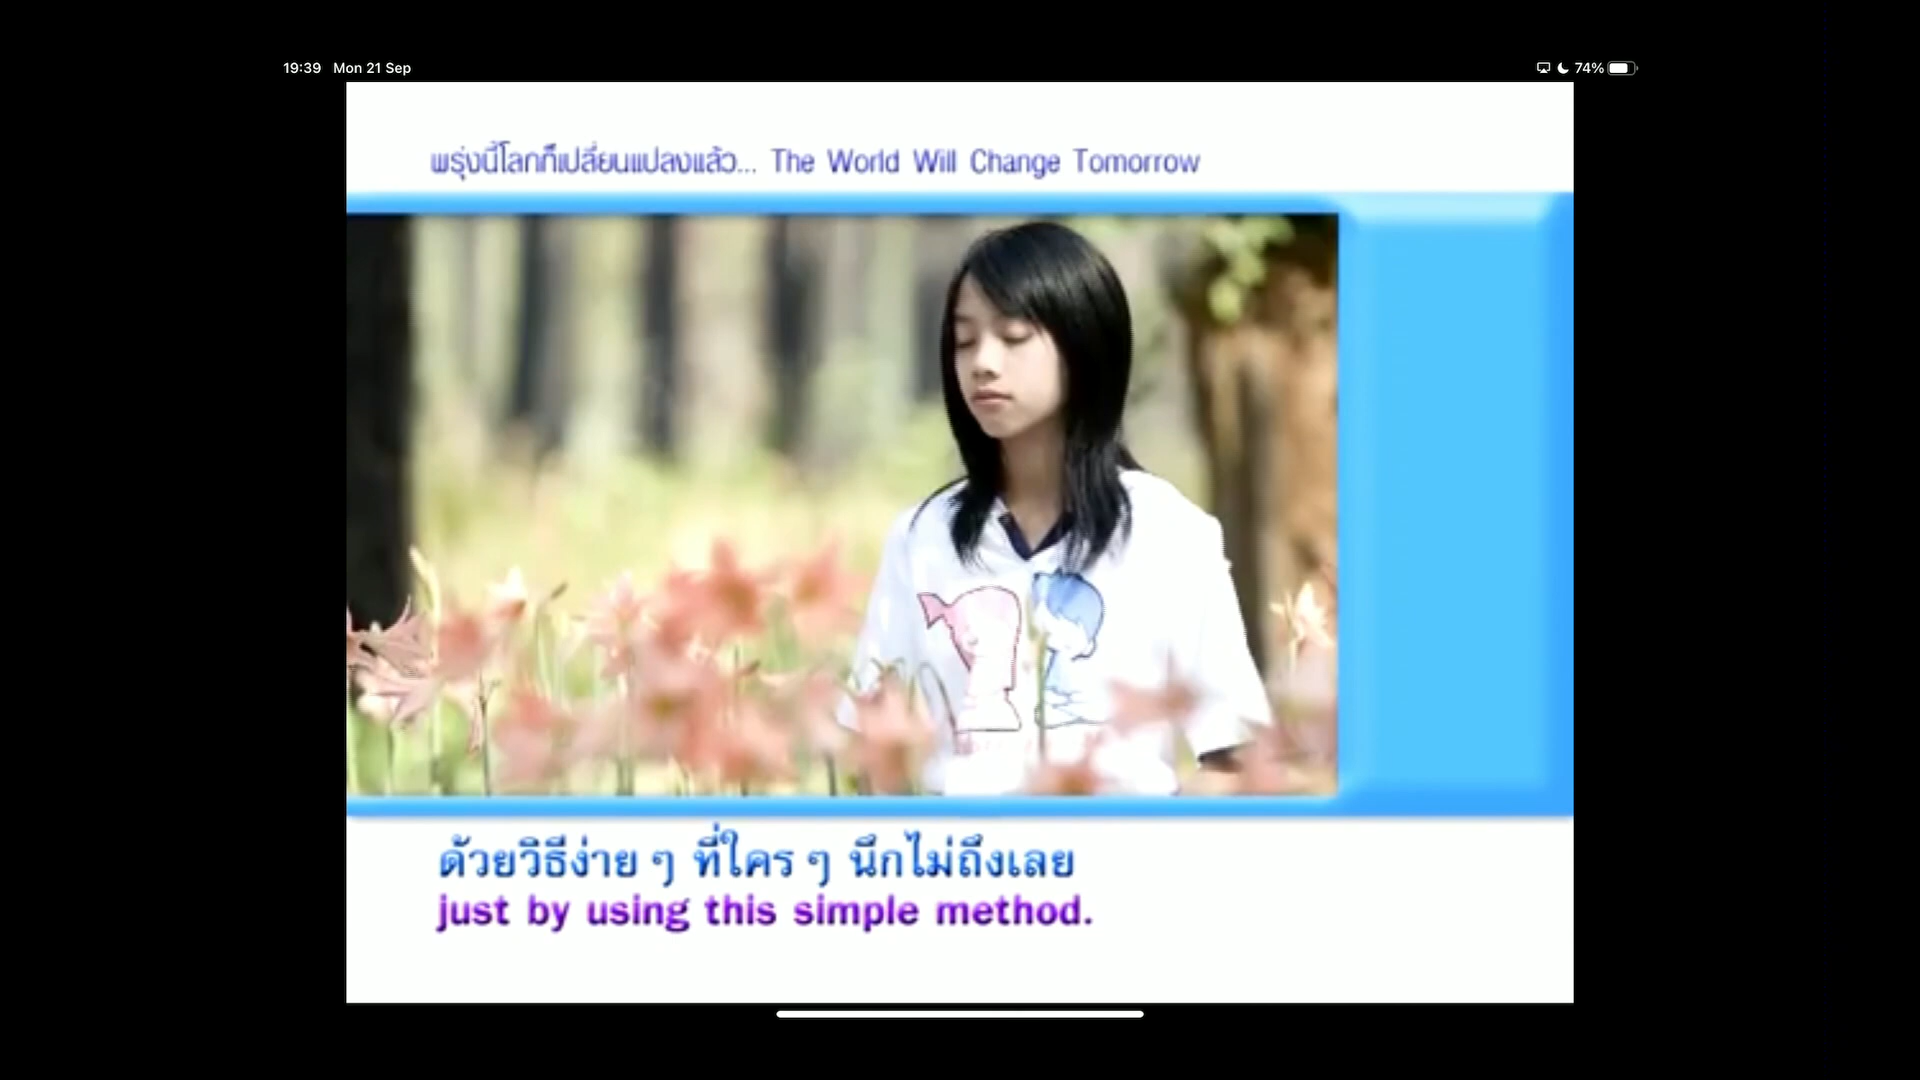 19:39 Mon 21 Sep 74%
พรุ่งนี้โลกก็เปลี่ยนแปลงแล้ว... The World Will Change Tomorrow
ด้วยวิธีง่าย ๆ ที่ใคร ๆ นึกไม่ถึงเลย
just by using this simple method.